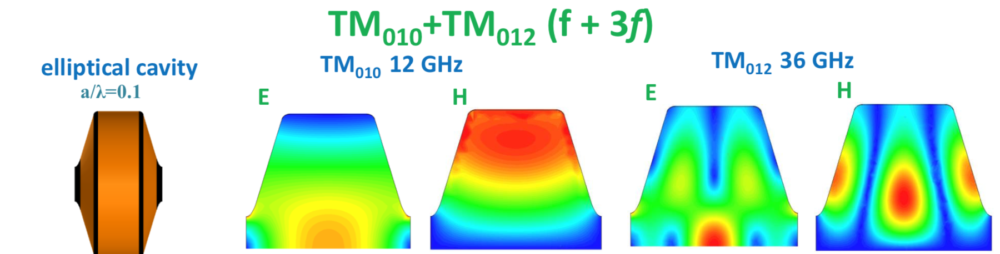 TM₀₁₀+TM₀₁₂ (f + 3f)
elliptical cavity
a/λ=0.1
TM₀₁₀ 12 GHz
E
H
TM₀₁₂ 36 GHz
E
H